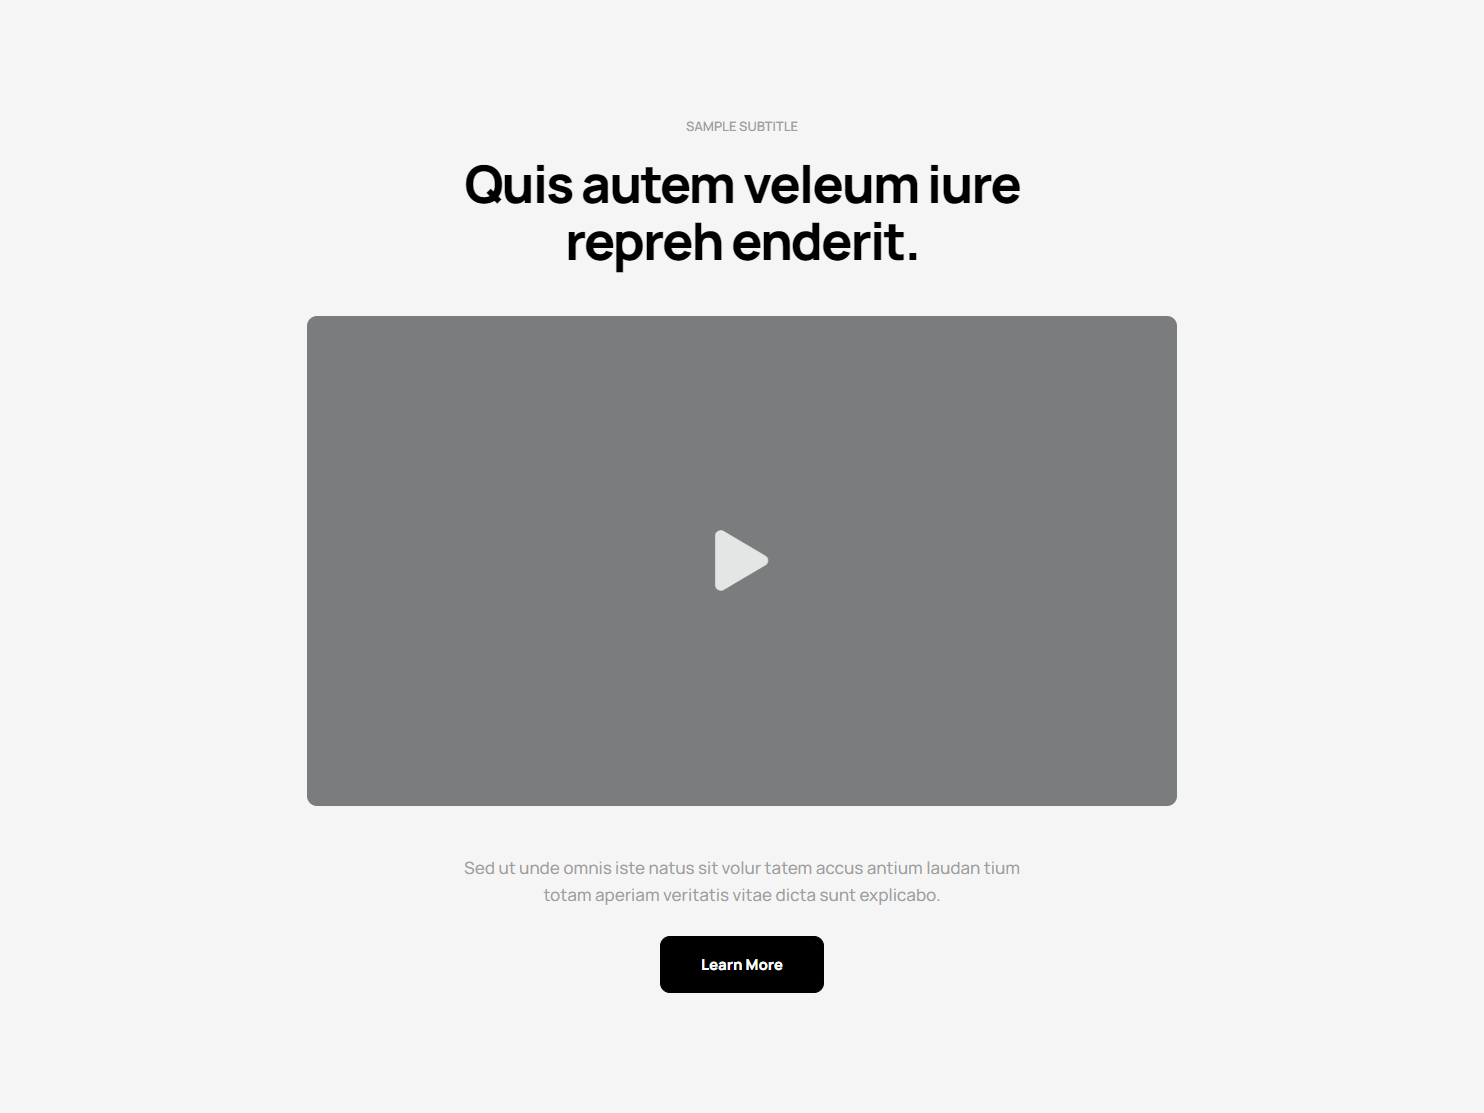 SAMPLE SUBTITLE
Quis autem veleum iure
repreh enderit.
Sed ut unde omnis iste natus sit volur tatem accus antium laudan tium
totam aperiam veritatis vitae dicta sunt explicabo.
Learn More